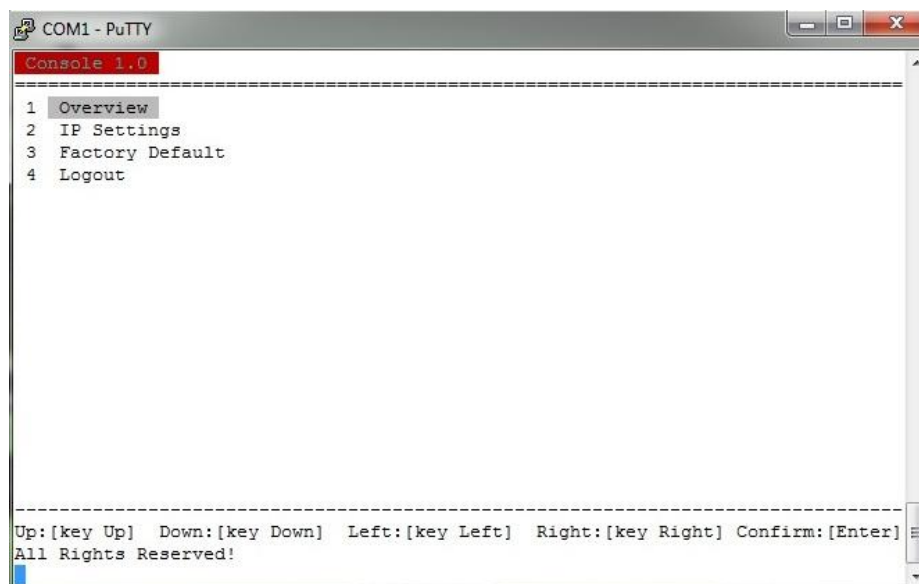 COM1 - PuTTY
Console 1.0
================================================================================
1 Overview
2 IP Settings
3 Factory Default
4 Logout
--------------------------------------------------------------------------------
Up:[key Up] Down:[key Down] Left:[key Left] Right:[key Right] Confirm:[Enter]
All Rights Reserved!